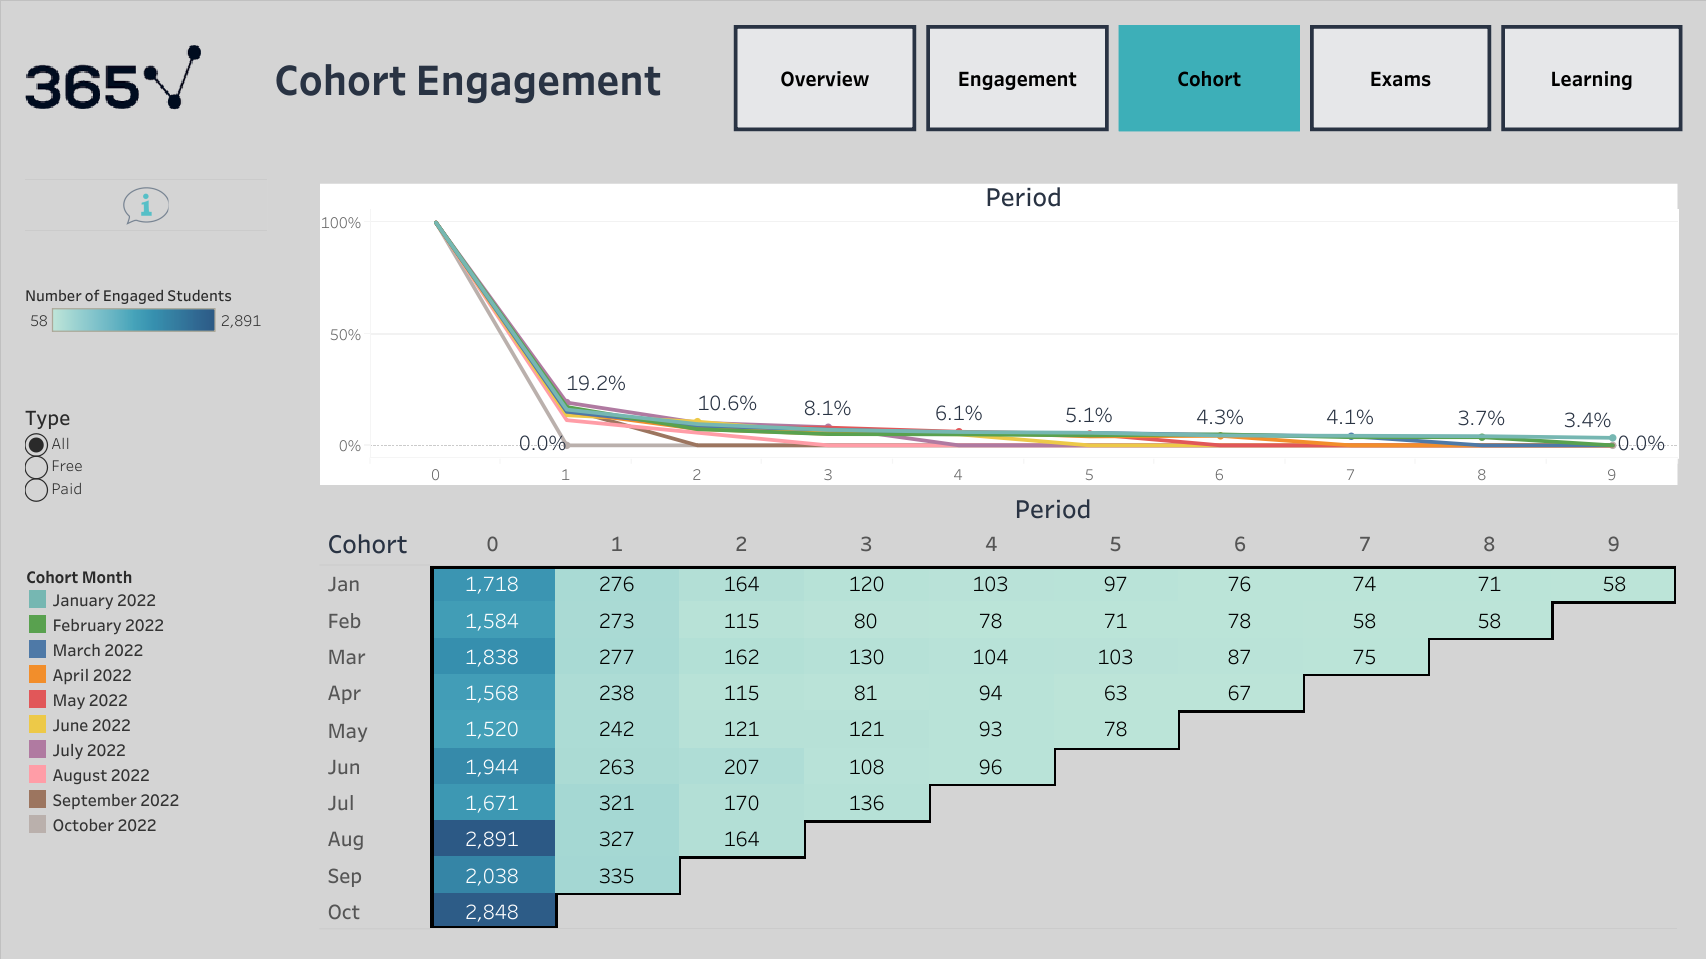 365
Cohort Engagement
Overview
Engagement
Cohort
Exams
Learning
i
Number of Engaged Students
58 2,891
Type
All
Free
Paid
Cohort Month
January 2022
February 2022
March 2022
April 2022
May 2022
June 2022
July 2022
August 2022
September 2022
October 2022
Period
100%
50%
0%
19.2%
10.6%
8.1%
6.1%
5.1%
4.3%
4.1%
3.7%
3.4%
0.0%
0.0%
0 1 2 3 4 5 6 7 8 9
Period
Cohort 0 1 2 3 4 5 6 7 8 9
Jan 1,718 276 164 120 103 97 76 74 71 58
Feb 1,584 273 115 80 78 71 78 58 58
Mar 1,838 277 162 130 104 103 87 75
Apr 1,568 238 115 81 94 63 67
May 1,520 242 121 121 93 78
Jun 1,944 263 207 108 96
Jul 1,671 321 170 136
Aug 2,891 327 164
Sep 2,038 335
Oct 2,848